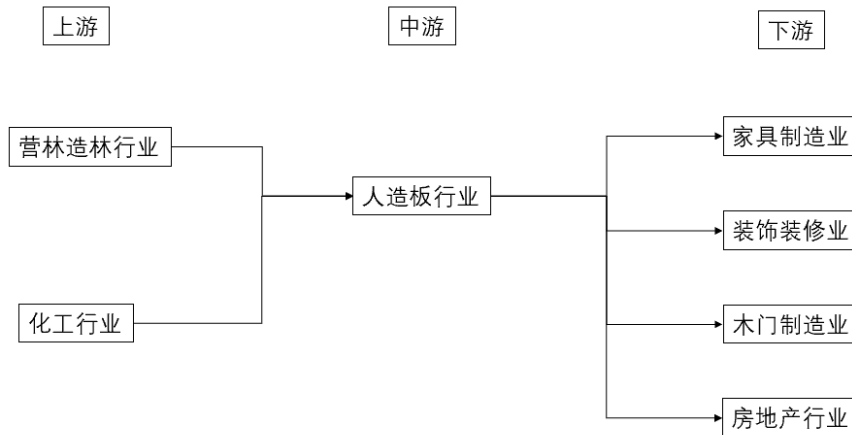 上游
中游
下游
营林造林行业
化工行业
人造板行业
家具制造业
装饰装修业
木门制造业
房地产行业